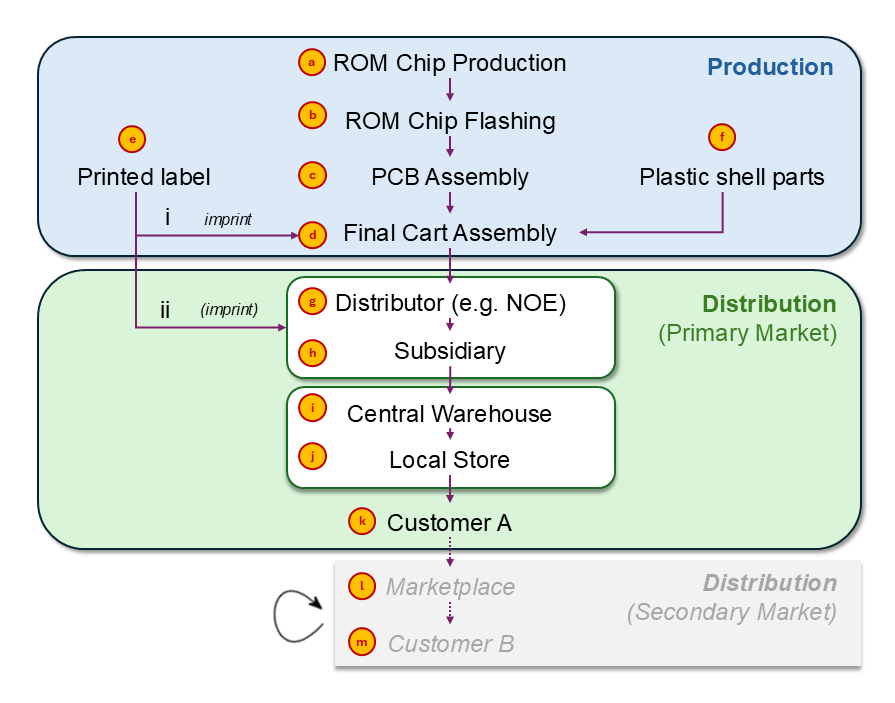 a ROM Chip Production
Production
b ROM Chip Flashing
e
f
Printed label
c PCB Assembly
Plastic shell parts
i imprint
d Final Cart Assembly
g Distributor (e.g. NOE)
Distribution
(Primary Market)
ii (imprint)
h Subsidiary
i Central Warehouse
j Local Store
k Customer A
l Marketplace
Distribution
(Secondary Market)
m Customer B